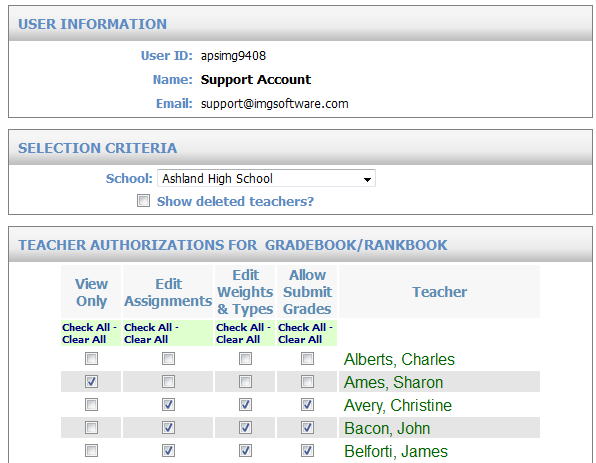 USER INFORMATION
User ID: apsimg9408
Name: Support Account
Email: support@imgsoftware.com
SELECTION CRITERIA
School: Ashland High School
Show deleted teachers?
TEACHER AUTHORIZATIONS FOR GRADEBOOK/RANKBOOK
View Only
Edit Assignments
Edit Weights & Types
Allow Submit Grades
Teacher
Check All - Clear All
Check All - Clear All
Check All - Clear All
Check All - Clear All
Alberts, Charles
Ames, Sharon
Avery, Christine
Bacon, John
Belforti, James